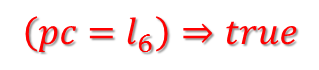 (pc = l₆) ⇒ true